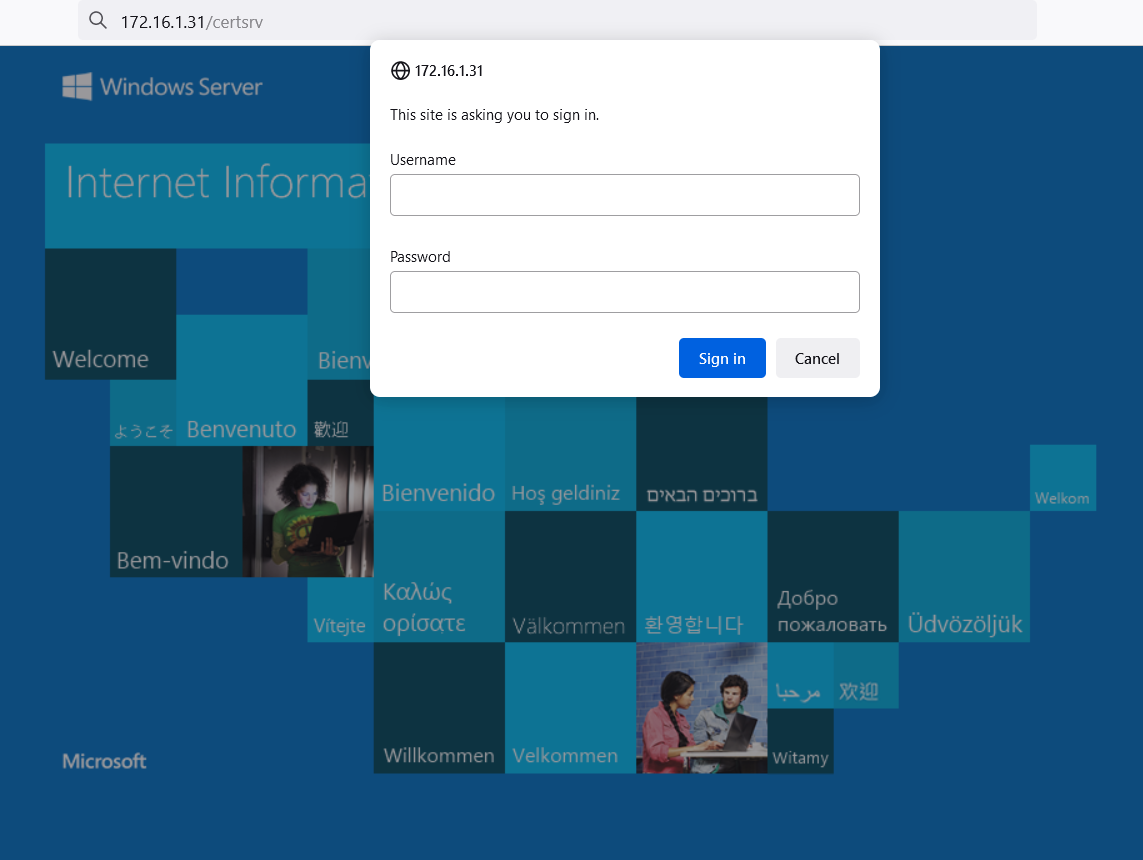 172.16.1.31/certsrv
172.16.1.31
This site is asking you to sign in.
Username
Password
Sign in
Cancel
Windows Server
Internet Informa
Welcome
Bienv
ようこそ
Benvenuto
歡迎
Bienvenido
Hoş geldiniz
ברוכים הבאים
Welkom
Bem-vindo
Vítejte
Καλώς
ορίσατε
Välkommen
환영합니다
Добро
пожаловать
Üdvözöljük
Willkommen
Velkommen
مرحبا
欢迎
Witamy
Microsoft